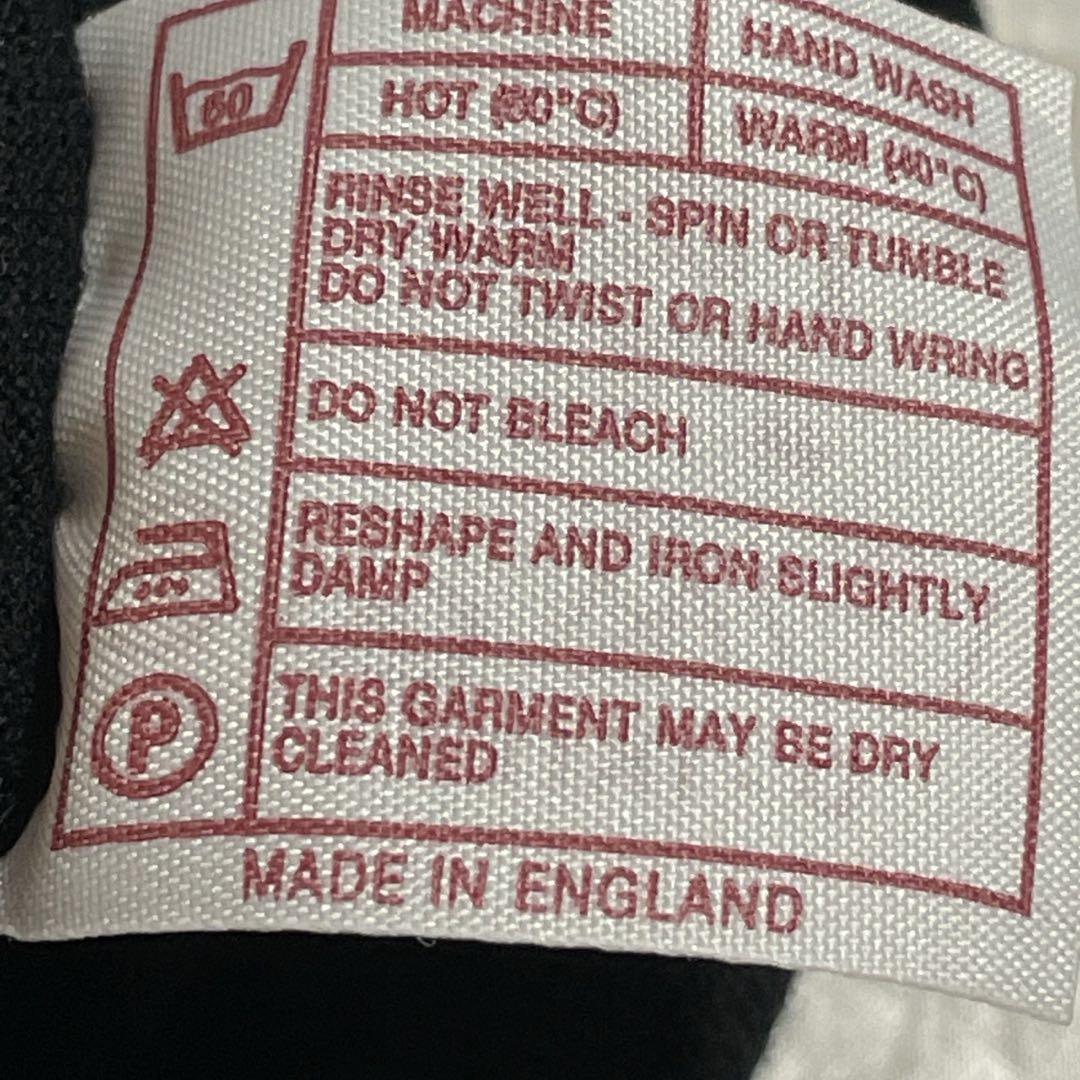 MACHINE
HAND WASH
60
HOT (60°C)
WARM (40°C)
RINSE WELL - SPIN OR TUMBLE
DRY WARM
DO NOT TWIST OR HAND WRING
DO NOT BLEACH
RESHAPE AND IRON SLIGHTLY
DAMP
P
THIS GARMENT MAY BE DRY
CLEANED
MADE IN ENGLAND